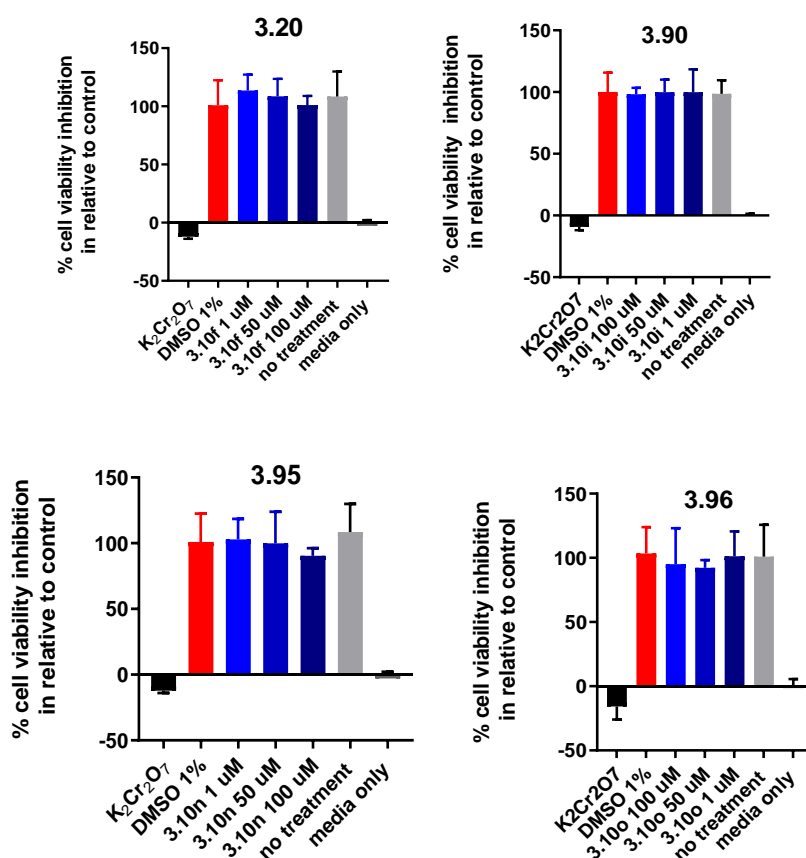 3.20
% cell viability inhibition
in relative to control
150
100
50
0
-50
K₂Cr₂O₇
DMSO 1%
3.10f 1 uM
3.10f 50 uM
3.10f 100 uM
no treatment
media only
3.90
% cell viability inhibition
in relative to control
150
100
50
0
-50
K2Cr2O7
DMSO 1%
3.10i 100 uM
3.10i 50 uM
3.10i 1 uM
no treatment
media only
3.95
% cell viability inhibition
in relative to control
150
100
50
0
-50
K₂Cr₂O₇
DMSO 1%
3.10n 1 uM
3.10n 50 uM
3.10n 100 uM
no treatment
media only
3.96
% cell viability inhibition
in relative to control
150
100
50
0
-50
K2Cr2O7
DMSO 1%
3.10o 100 uM
3.10o 50 uM
3.10o 1 uM
no treatment
media only